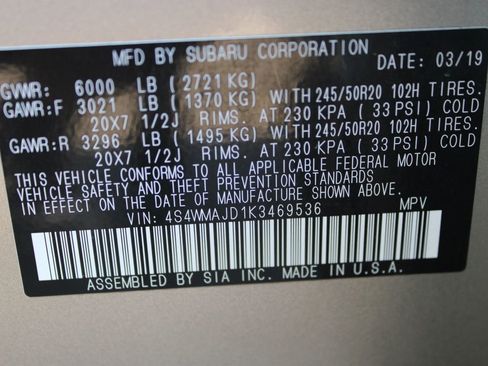 MFD BY SUBARU CORPORATION DATE: 03/19
GVWR: 6000 LB (2721 KG)
GAWR:F 3021 LB (1370 KG) WITH 245/50R20 102H TIRES.
20X7 1/2J RIMS. AT 230 KPA (33 PSI) COLD
GAWR:R 3296 LB (1495 KG) WITH 245/50R20 102H TIRES.
20X7 1/2J RIMS. AT 230 KPA (33 PSI) COLD
THIS VEHICLE CONFORMS TO ALL APPLICABLE FEDERAL MOTOR
VEHICLE SAFETY AND THEFT PREVENTION STANDARDS
IN EFFECT ON THE DATE OF MANUFACTURE SHOWN ABOVE.
VIN: 4S4WMAJD1K3469536 MPV
ASSEMBLED BY SIA INC. MADE IN U.S.A.